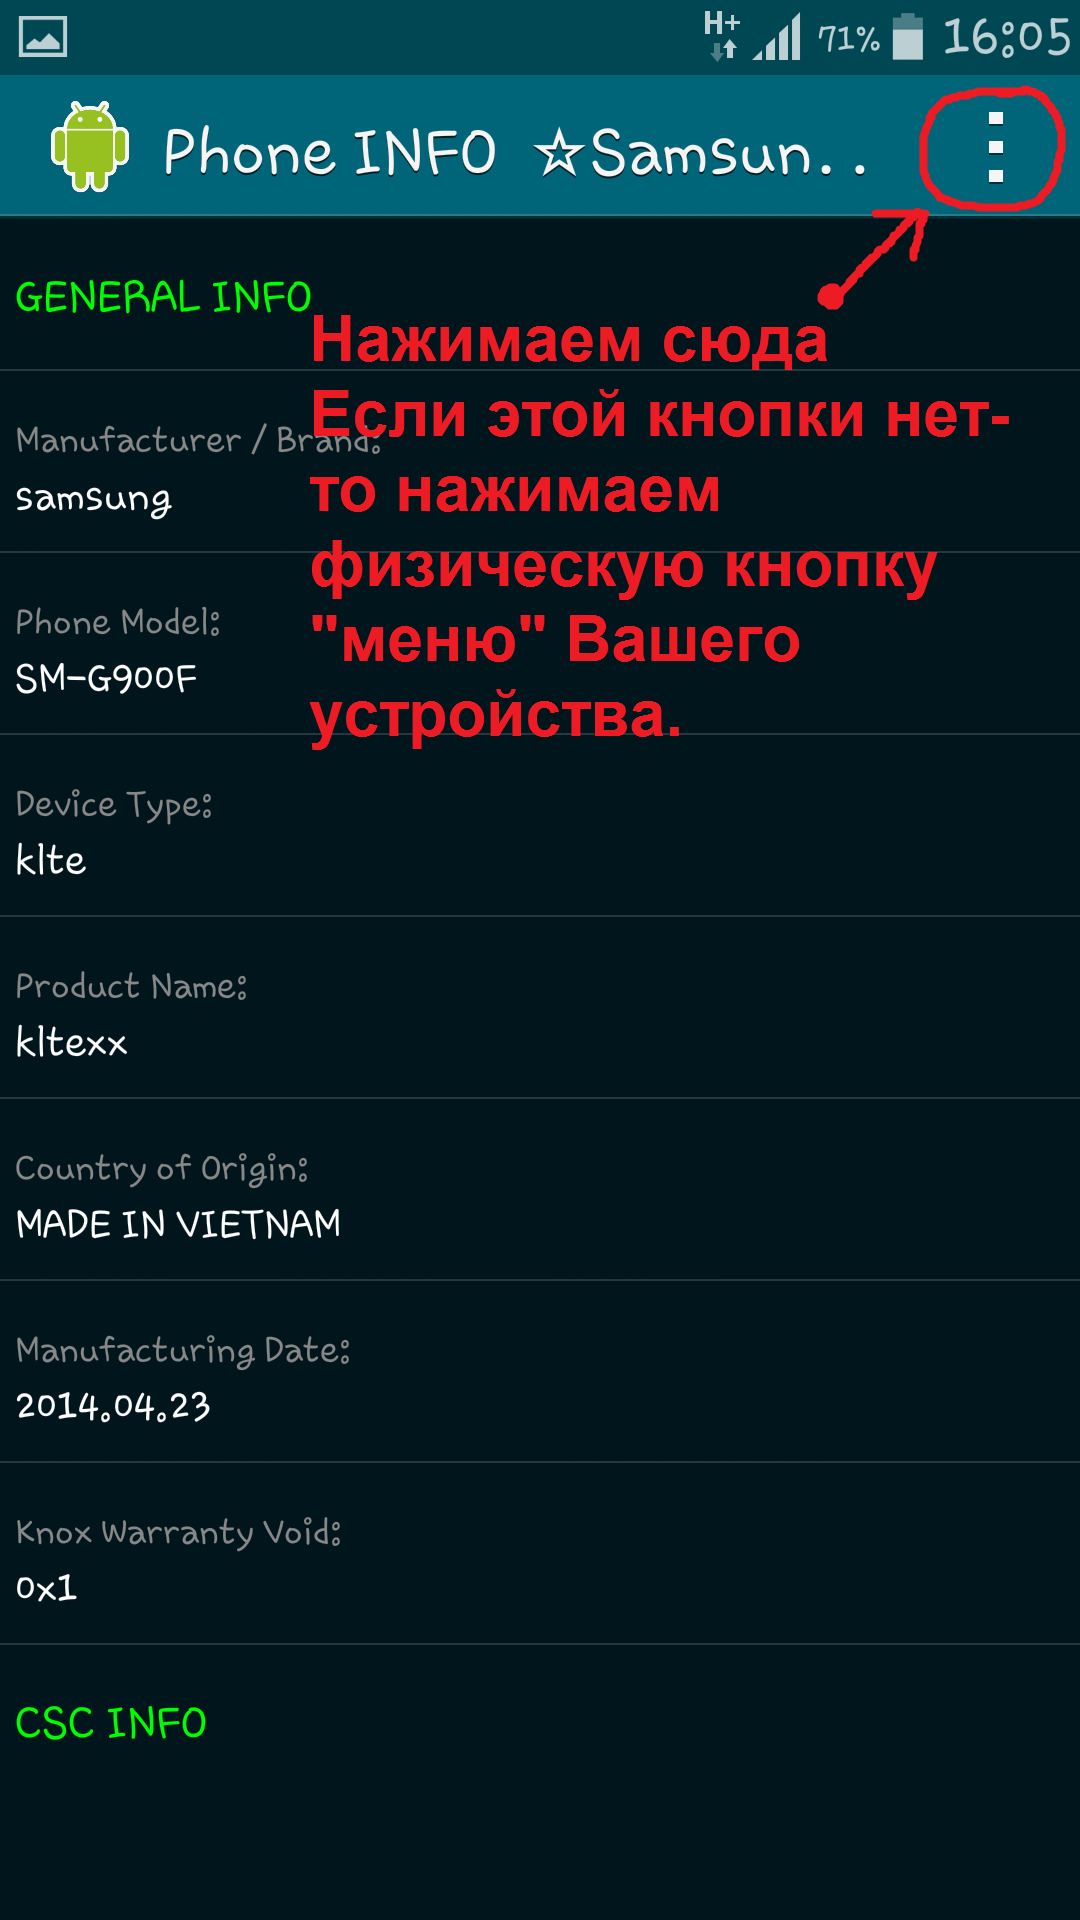 H+ 71% 16:05
Phone INFO ☆Samsun..
GENERAL INFO
Нажимаем сюда
Если этой кнопки нет-
то нажимаем
физическую кнопку
"меню" Вашего
устройства.
Manufacturer / Brand:
samsung
Phone Model:
SM-G900F
Device Type:
klte
Product Name:
kltexx
Country of Origin:
MADE IN VIETNAM
Manufacturing Date:
2014.04.23
Knox Warranty Void:
0x1
CSC INFO